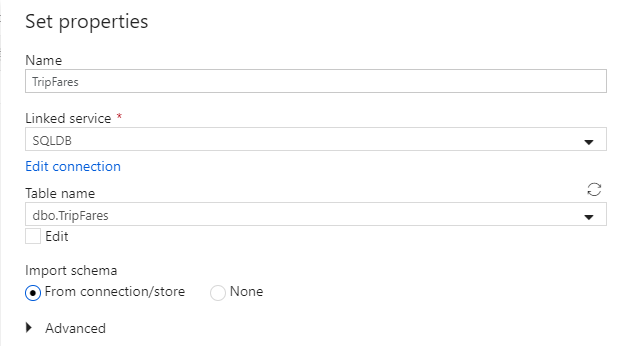 Set properties
Name
TripFares
Linked service *
SQLDB
Edit connection
Table name
dbo.TripFares
Edit
Import schema
From connection/store None
Advanced